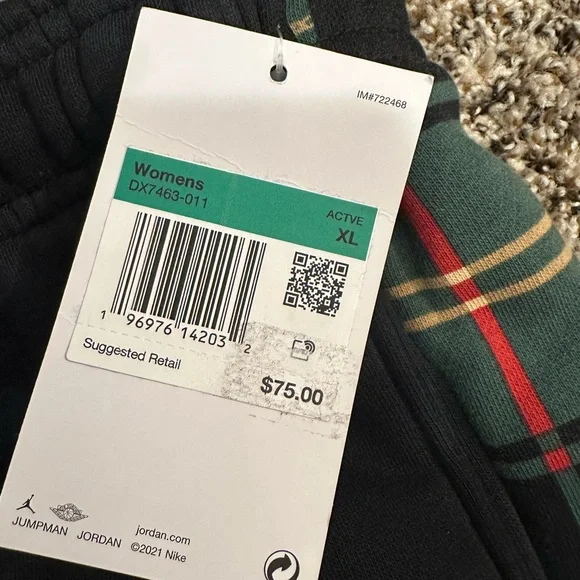 IM#722468
Womens
DX7463-011
ACTVE
XL
1 96976 14203 2
Suggested Retail
$75.00
JUMPMAN JORDAN
jordan.com
©2021 Nike